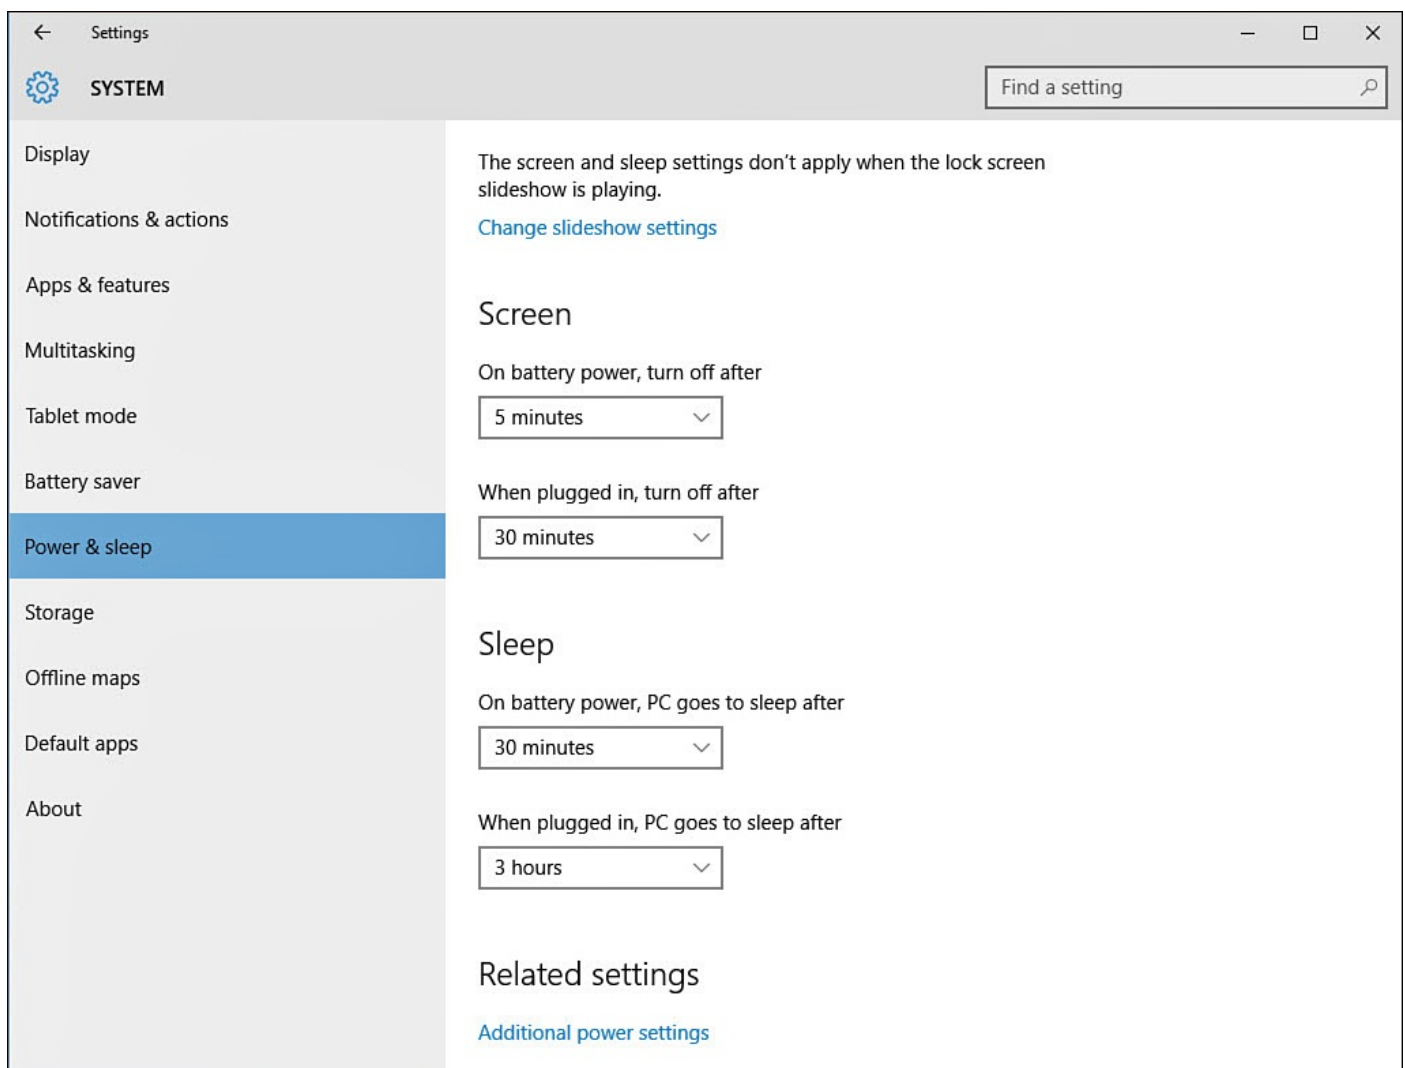 Settings
SYSTEM
Find a setting
Display
Notifications & actions
Apps & features
Multitasking
Tablet mode
Battery saver
Power & sleep
Storage
Offline maps
Default apps
About
The screen and sleep settings don’t apply when the lock screen
slideshow is playing.
Change slideshow settings
Screen
On battery power, turn off after
5 minutes
When plugged in, turn off after
30 minutes
Sleep
On battery power, PC goes to sleep after
30 minutes
When plugged in, PC goes to sleep after
3 hours
Related settings
Additional power settings